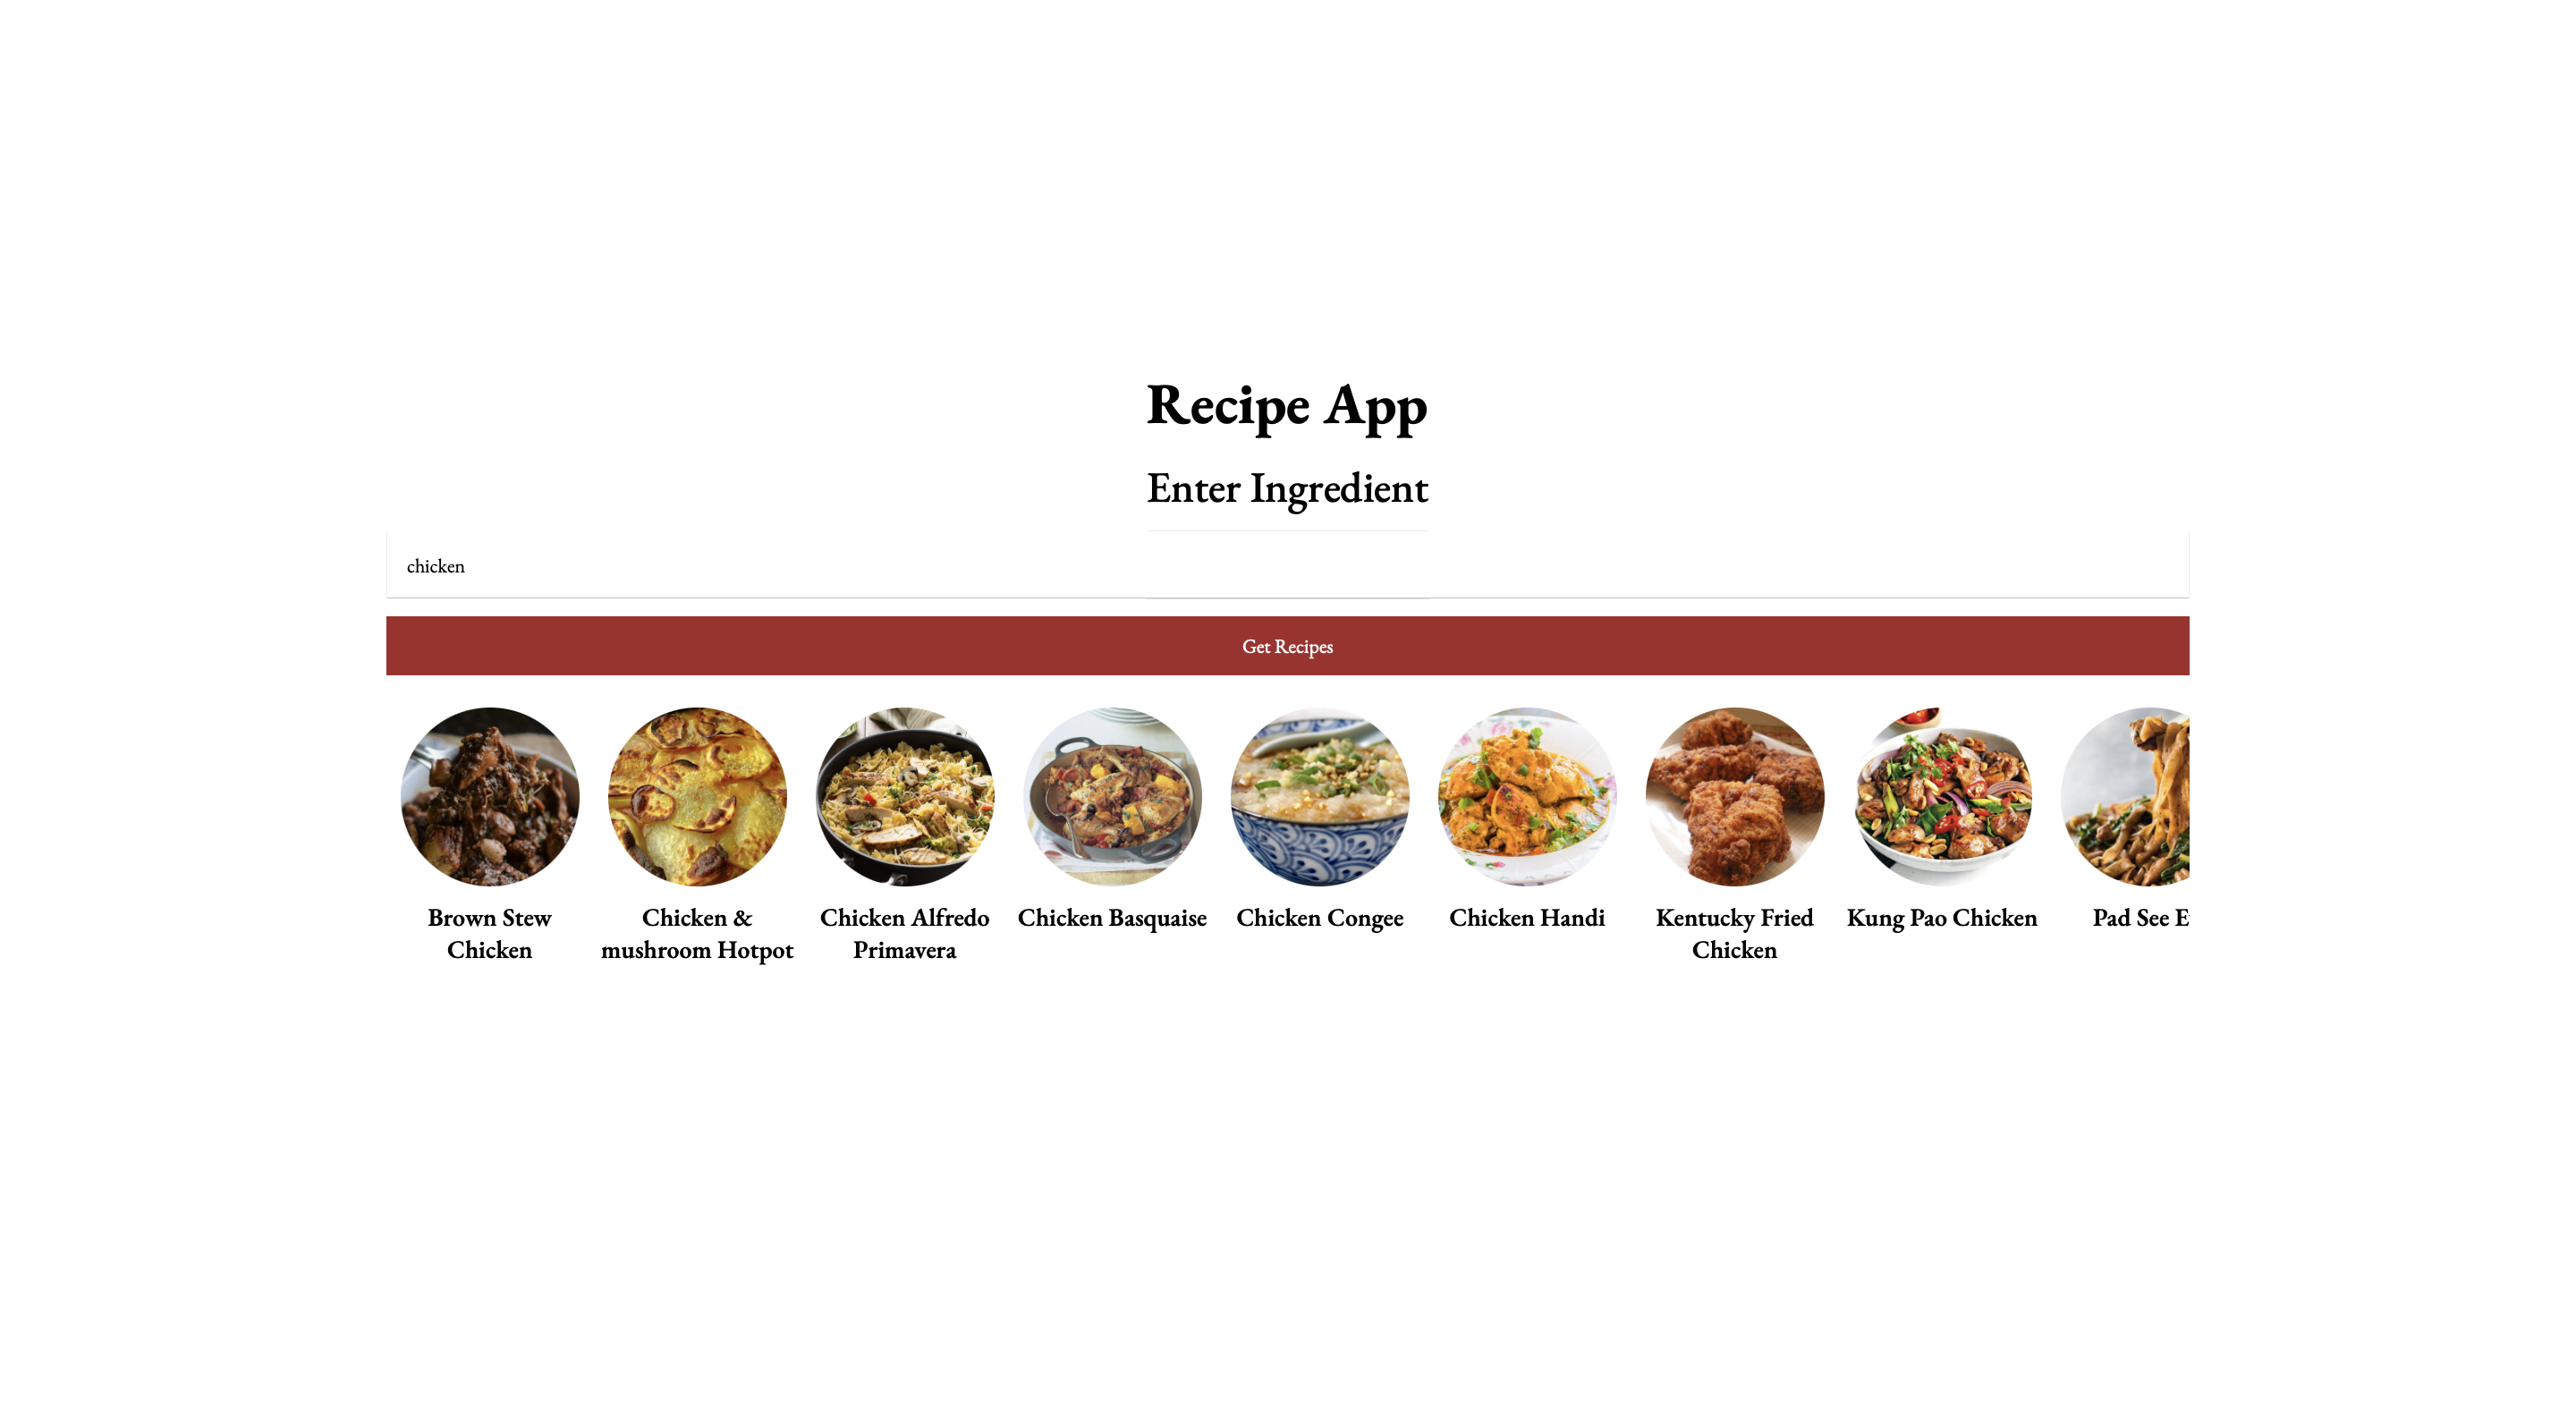 Recipe App
Enter Ingredient
chicken
Get Recipes
Brown Stew
Chicken
Chicken &
mushroom Hotpot
Chicken Alfredo
Primavera
Chicken Basquaise
Chicken Congee
Chicken Handi
Kentucky Fried
Chicken
Kung Pao Chicken
Pad See